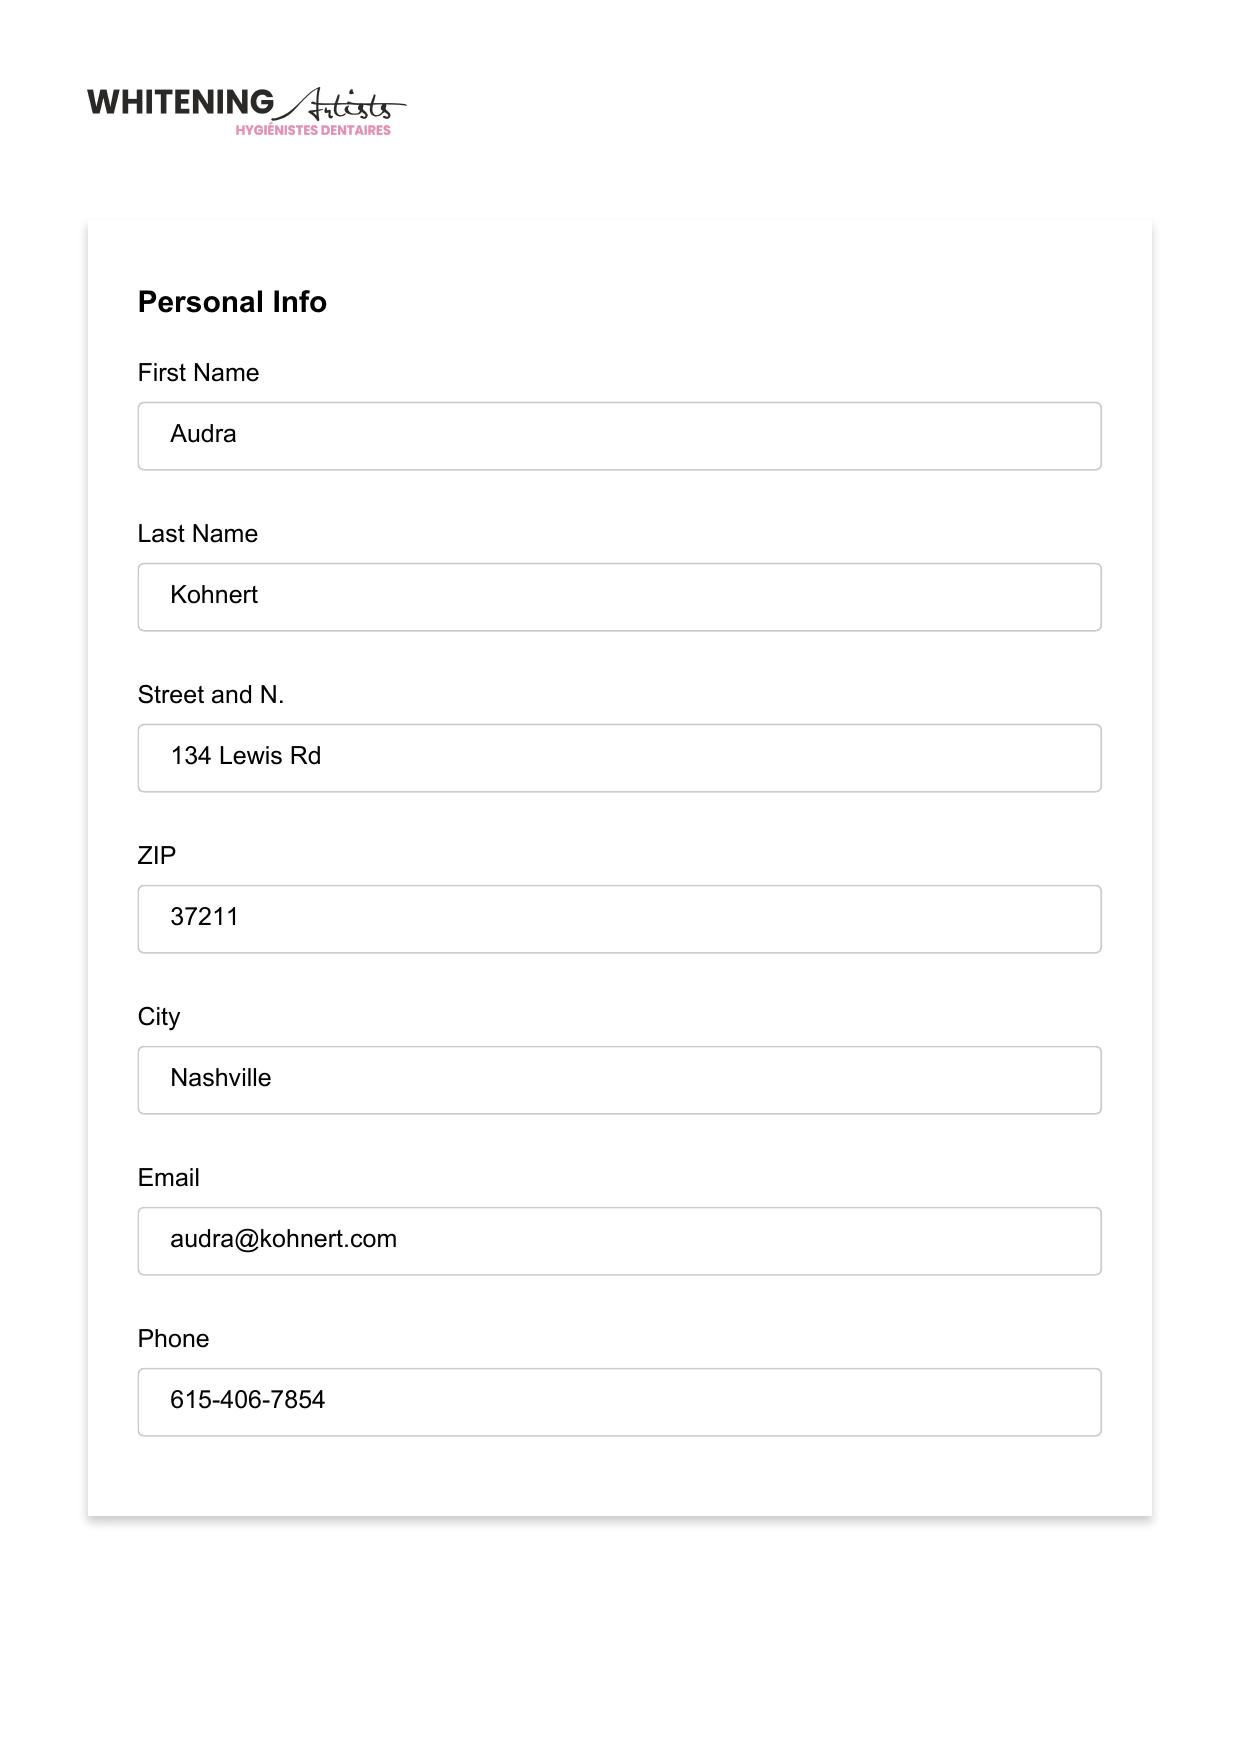 WHITENING Artists
HYGIÉNISTES DENTAIRES
Personal Info
First Name
Audra
Last Name
Kohnert
Street and N.
134 Lewis Rd
ZIP
37211
City
Nashville
Email
audra@kohnert.com
Phone
615-406-7854